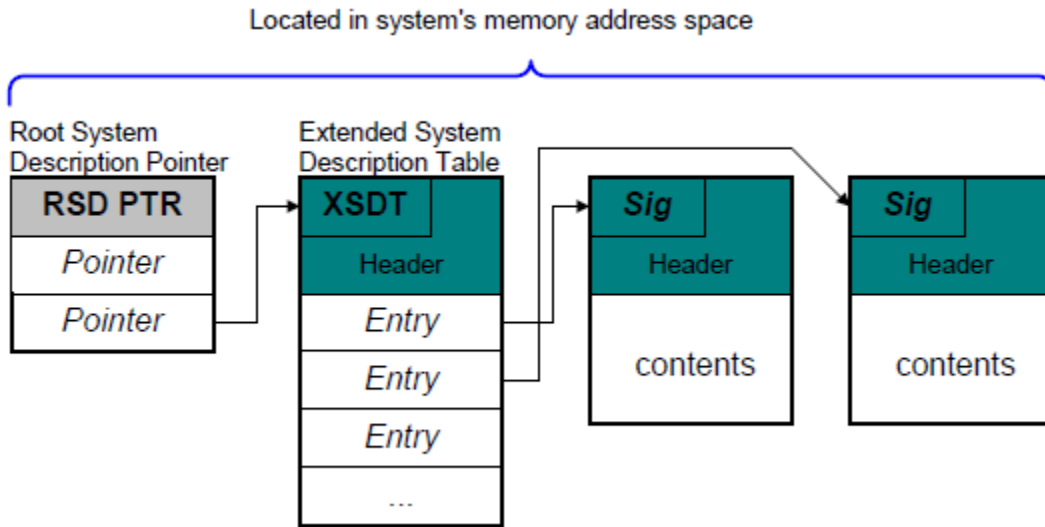 Located in system's memory address space
Root System
Description Pointer
RSD PTR
Pointer
Pointer
Extended System
Description Table
XSDT
Header
Entry
Entry
Entry
...
Sig
Header
contents
Sig
Header
contents